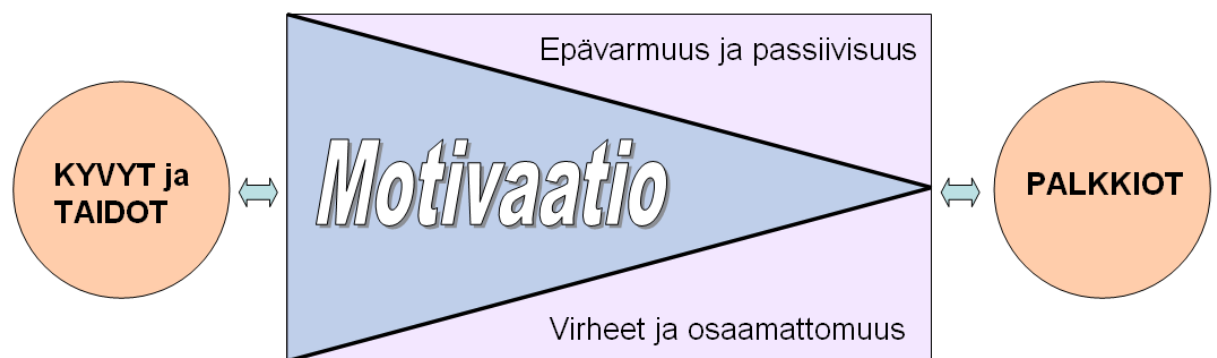 Epävarmuus ja passiivisuus
KYVYT ja
TAIDOT
Motivaatio
PALKKIOT
Virheet ja osaamattomuus